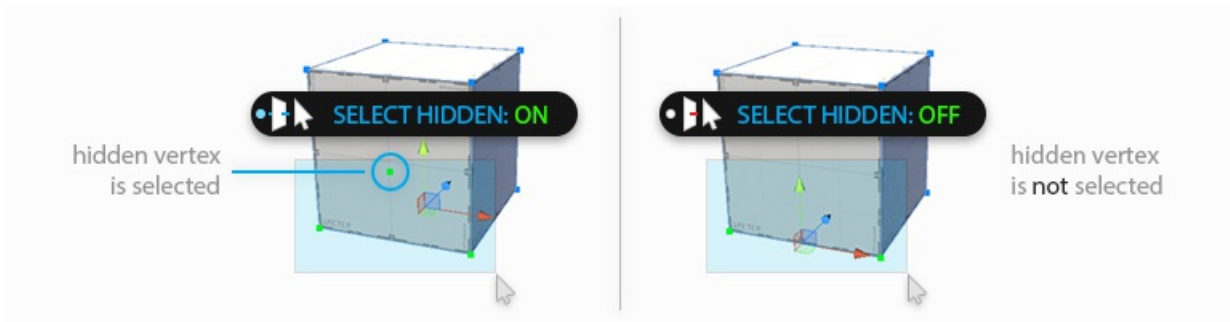 SELECT HIDDEN: ON
hidden vertex
is selected
SELECT HIDDEN: OFF
hidden vertex
is not selected